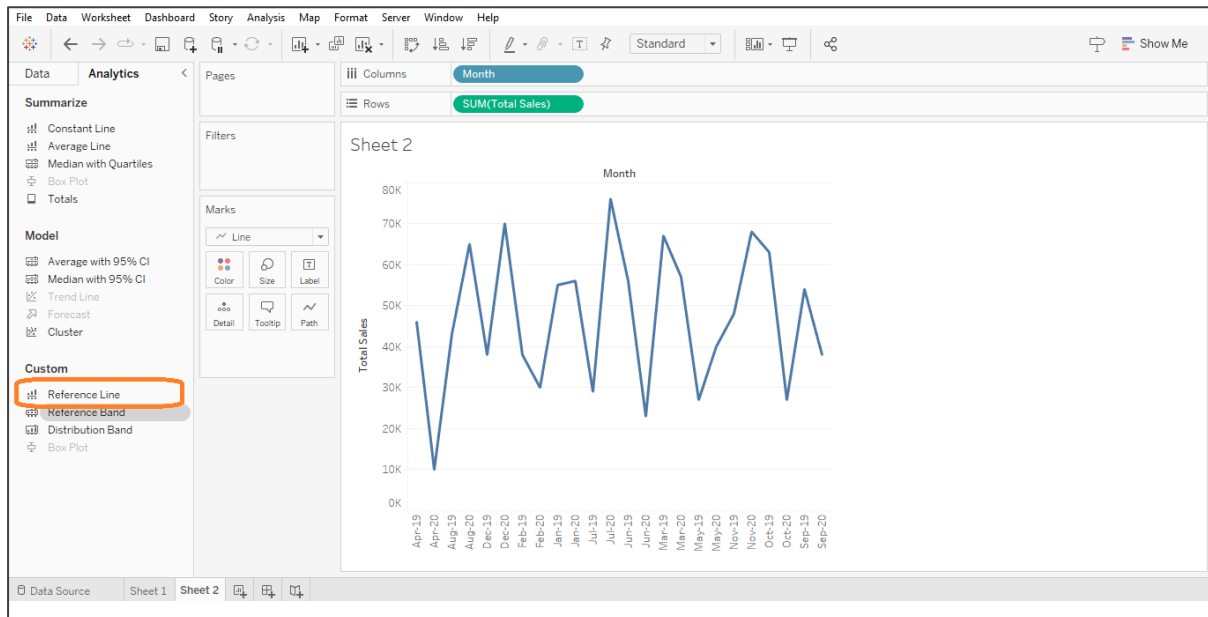 File Data Worksheet Dashboard Story Analysis Map Format Server Window Help
Standard
Show Me
Data Analytics
Summarize
Constant Line
Average Line
Median with Quartiles
Box Plot
Totals
Model
Average with 95% CI
Median with 95% CI
Trend Line
Forecast
Cluster
Custom
Reference Line
Reference Band
Distribution Band
Box Plot
Pages
Filters
Marks
Line
Color Size Label
Detail Tooltip Path
Columns Month
Rows SUM(Total Sales)
Sheet 2
Month
Total Sales
80K
70K
60K
50K
40K
30K
20K
10K
0K
Apr-19
Apr-20
Aug-19
Aug-20
Dec-19
Dec-20
Feb-19
Feb-20
Jan-19
Jan-20
Jul-19
Jul-20
Jun-19
Jun-20
Mar-19
Mar-20
May-19
May-20
Nov-19
Nov-20
Oct-19
Oct-20
Sep-19
Sep-20
Data Source Sheet 1 Sheet 2